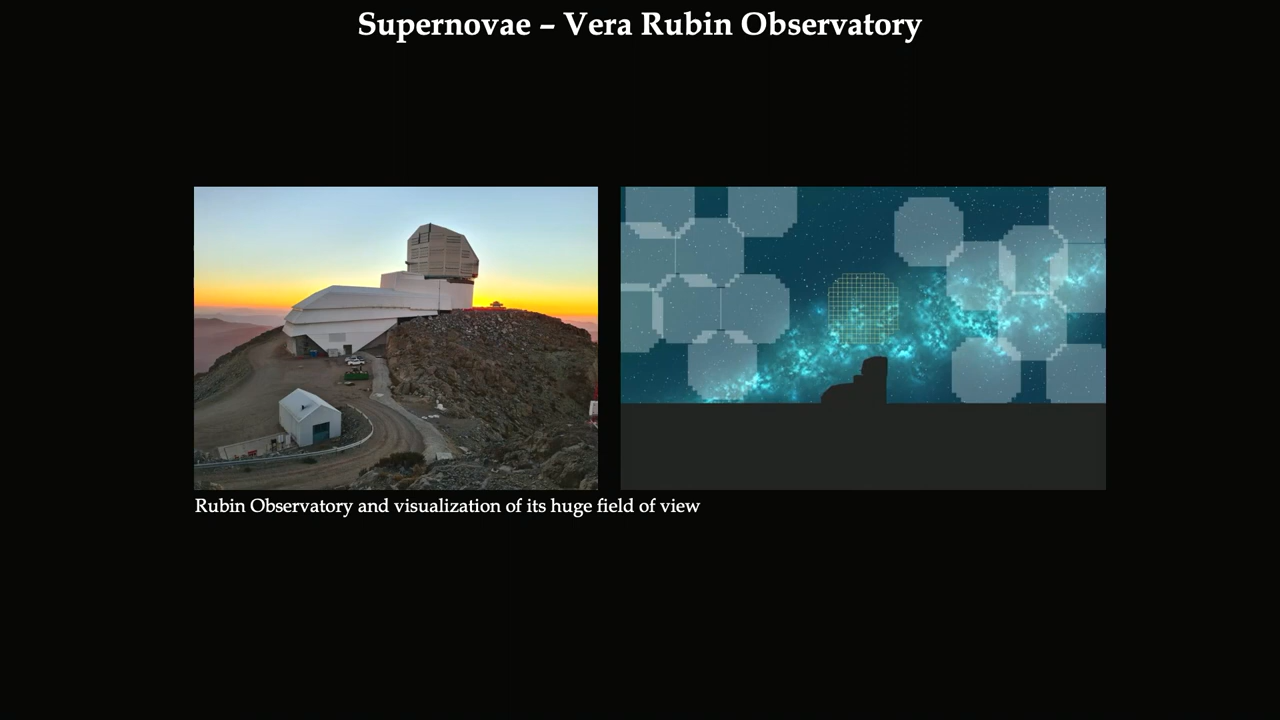 Supernovae – Vera Rubin Observatory
Rubin Observatory and visualization of its huge field of view